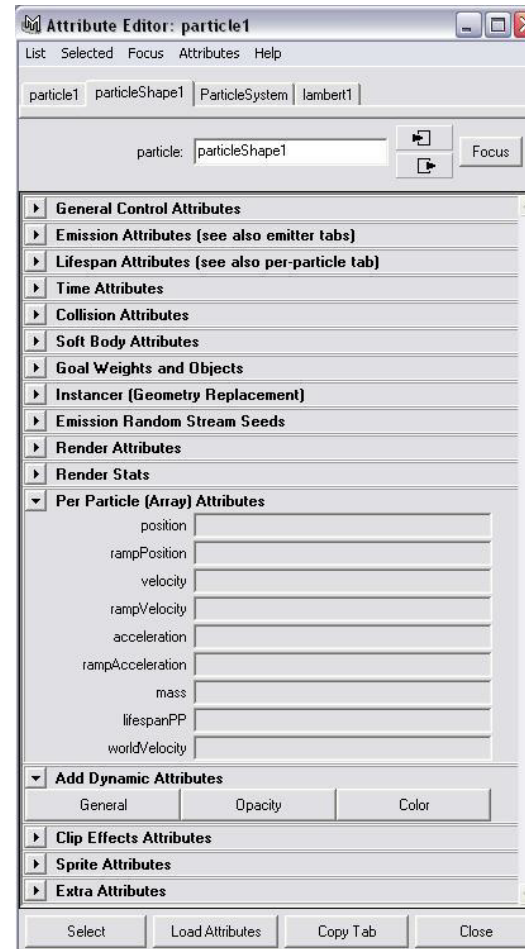 Attribute Editor: particle1
List Selected Focus Attributes Help
particle1 particleShape1 ParticleSystem lambert1
particle: particleShape1 Focus
General Control Attributes
Emission Attributes (see also emitter tabs)
Lifespan Attributes (see also per-particle tab)
Time Attributes
Collision Attributes
Soft Body Attributes
Goal Weights and Objects
Instancer (Geometry Replacement)
Emission Random Stream Seeds
Render Attributes
Render Stats
Per Particle (Array) Attributes
position
rampPosition
velocity
rampVelocity
acceleration
rampAcceleration
mass
lifespanPP
worldVelocity
Add Dynamic Attributes
General Opacity Color
Clip Effects Attributes
Sprite Attributes
Extra Attributes
Select Load Attributes Copy Tab Close